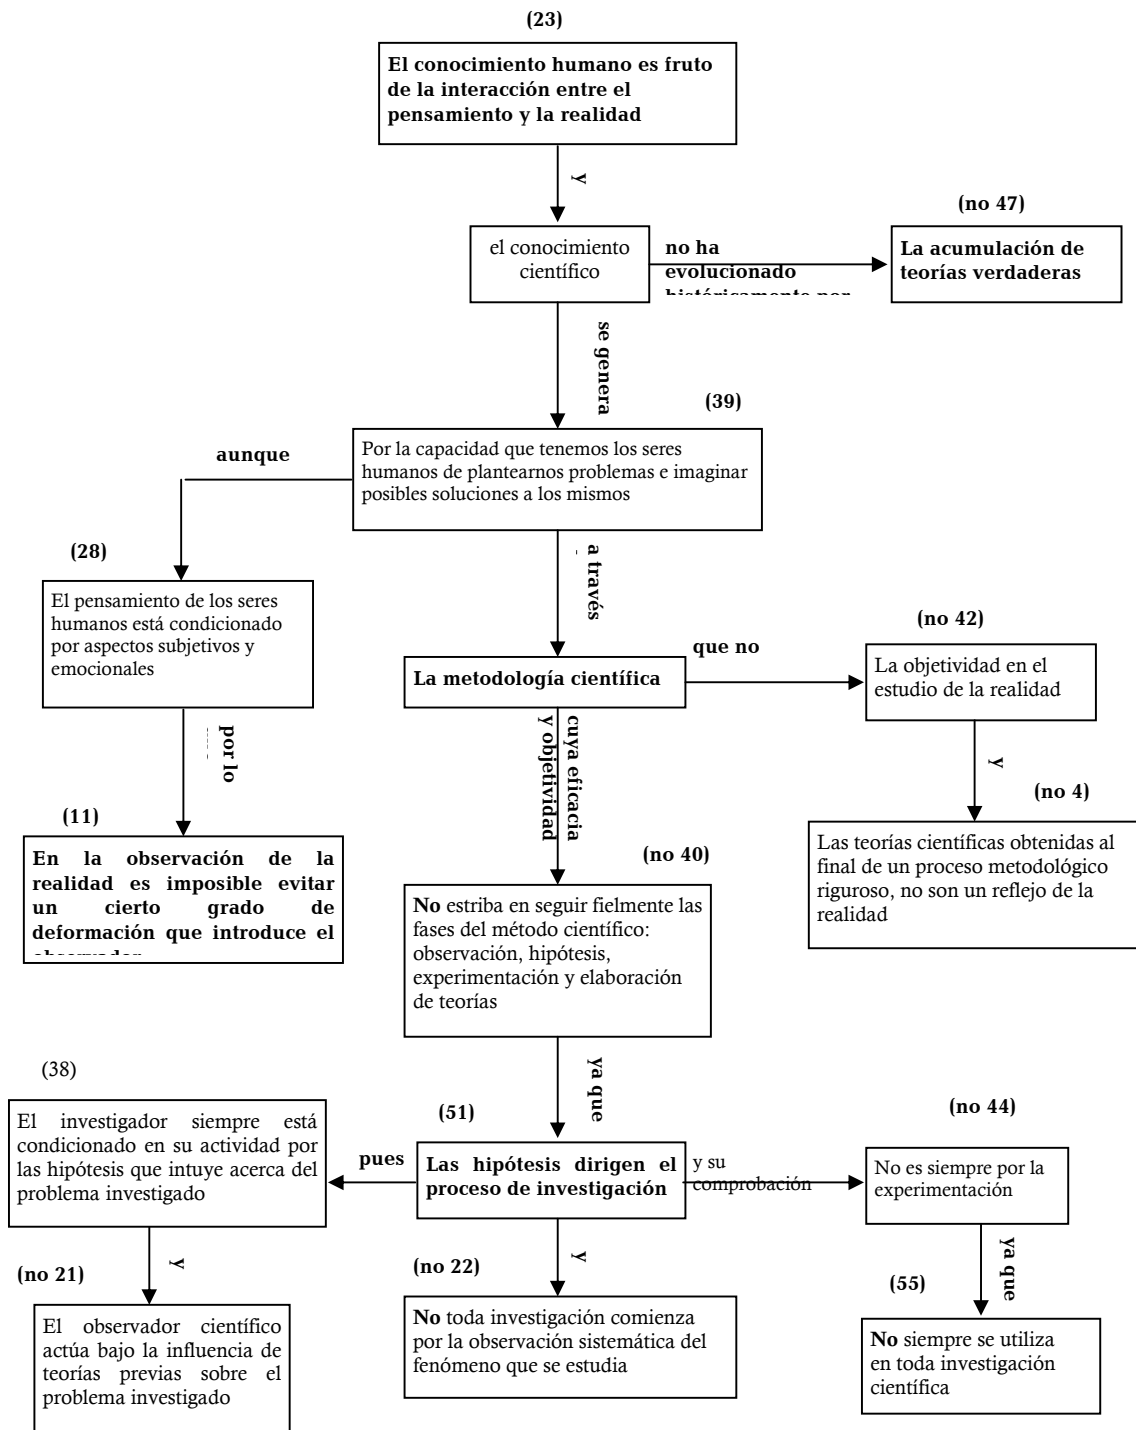 (23)
El conocimiento humano es fruto
de la interacción entre el
pensamiento y la realidad
y
(no 47)
el conocimiento
científico
no ha
evolucionado
históricamente por
La acumulación de
teorías verdaderas
se genera
(39)
Por la capacidad que tenemos los seres
humanos de plantearnos problemas e imaginar
posibles soluciones a los mismos
aunque
(28)
El pensamiento de los seres
humanos está condicionado
por aspectos subjetivos y
emocionales
a través
(no 42)
La metodología científica
que no
La objetividad en el
estudio de la realidad
por lo
cuya eficacia
y objetividad
y
(no 4)
(11)
En la observación de la
realidad es imposible evitar
un cierto grado de
deformación que introduce el
observador
Las teorías científicas obtenidas al
final de un proceso metodológico
riguroso, no son un reflejo de la
realidad
(no 40)
No estriba en seguir fielmente las
fases del método científico:
observación, hipótesis,
experimentación y elaboración
de teorías
ya que
(38)
El investigador siempre está
condicionado en su actividad por
las hipótesis que intuye acerca del
problema investigado
pues
(51)
Las hipótesis dirigen el
proceso de investigación
y su
comprobación
(no 44)
No es siempre por la
experimentación
y
(no 21)
El observador científico
actúa bajo la influencia de
teorías previas sobre el
problema investigado
y
(no 22)
No toda investigación comienza
por la observación sistemática del
fenómeno que se estudia
ya que
(55)
No siempre se utiliza
en toda investigación
científica